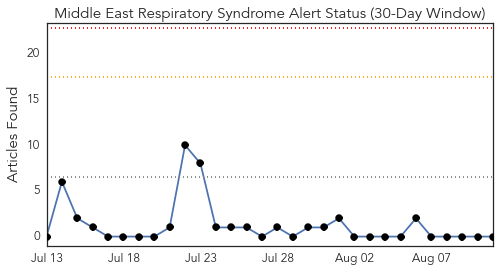 Middle East Respiratory Syndrome Alert Status (30-Day Window)
Articles Found
20
15
10
5
0
Jul 13 Jul 18 Jul 23 Jul 28 Aug 02 Aug 07